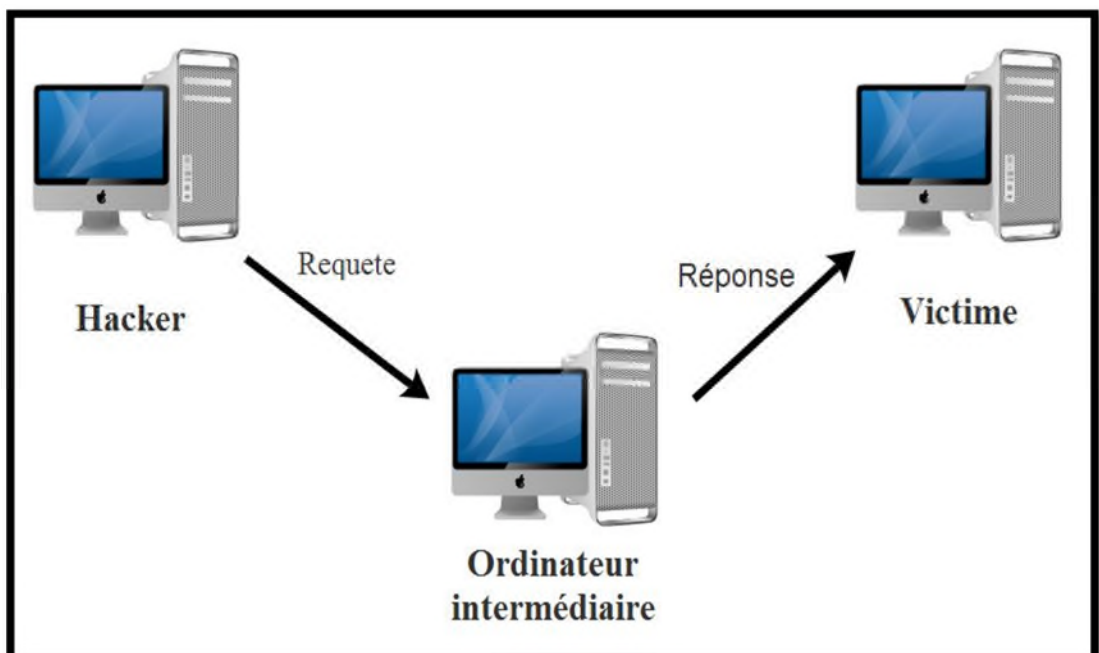 Requete
Réponse
Hacker
Victime
Ordinateur
intermédiaire